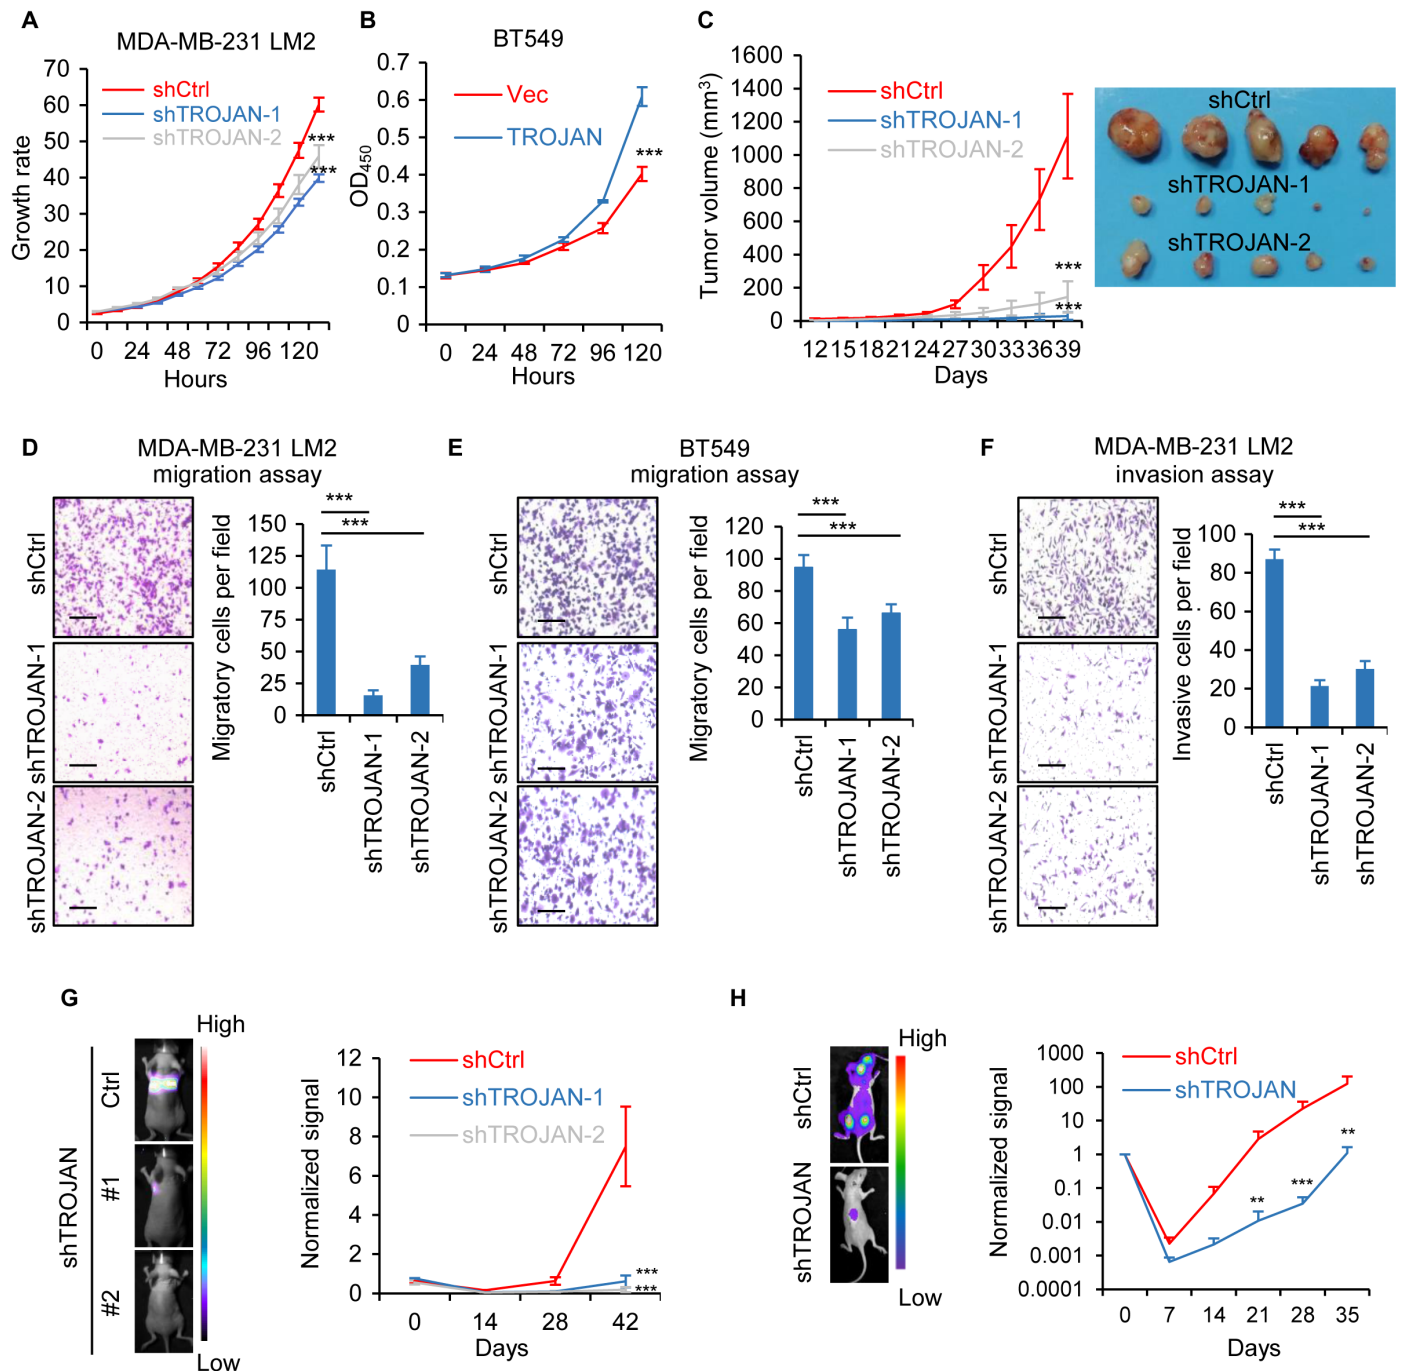 A
MDA-MB-231 LM2
Growth rate
70
60
50
40
30
20
10
0
shCtrl
shTROJAN-1
shTROJAN-2
***
***
0 24 48 72 96 120
Hours
B
BT549
OD450
0.7
0.6
0.5
0.4
0.3
0.2
0.1
0
Vec
TROJAN
***
0 24 48 72 96 120
Hours
C
Tumor volume (mm³)
1600
1400
1200
1000
800
600
400
200
0
shCtrl
shTROJAN-1
shTROJAN-2
***
***
12 15 18 21 24 27 30 33 36 39
Days
shCtrl
shTROJAN-1
shTROJAN-2
D
MDA-MB-231 LM2
migration assay
shCtrl
shTROJAN-1
shTROJAN-2
Migratory cells per field
150
125
100
75
50
25
0
***
***
shCtrl
shTROJAN-1
shTROJAN-2
E
BT549
migration assay
shCtrl
shTROJAN-1
shTROJAN-2
Migratory cells per field
120
100
80
60
40
20
0
***
***
shCtrl
shTROJAN-1
shTROJAN-2
F
MDA-MB-231 LM2
invasion assay
shCtrl
shTROJAN-1
shTROJAN-2
Invasive cells per field
100
80
60
40
20
0
***
***
shCtrl
shTROJAN-1
shTROJAN-2
G
shTROJAN
Ctrl
#1
#2
High
Low
Normalized signal
12
10
8
6
4
2
0
shCtrl
shTROJAN-1
shTROJAN-2
***
***
0 14 28 42
Days
H
shCtrl
shTROJAN
High
Low
Normalized signal
1000
100
10
1
0.1
0.01
0.001
0.0001
shCtrl
shTROJAN
**
***
**
0 7 14 21 28 35
Days